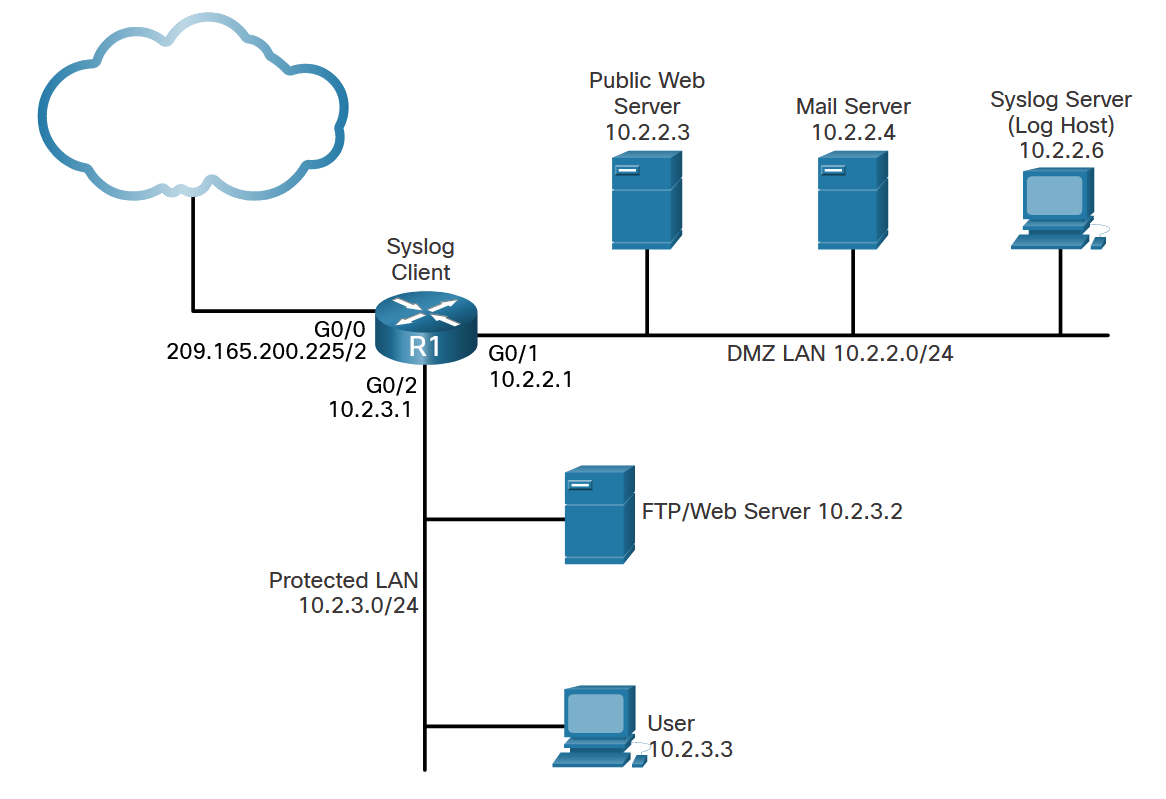 Public Web
Server
10.2.2.3
Mail Server
10.2.2.4
Syslog Server
(Log Host)
10.2.2.6
Syslog
Client
R1
G0/0
209.165.200.225/2
G0/1
10.2.2.1
DMZ LAN 10.2.2.0/24
G0/2
10.2.3.1
FTP/Web Server 10.2.3.2
Protected LAN
10.2.3.0/24
User
10.2.3.3